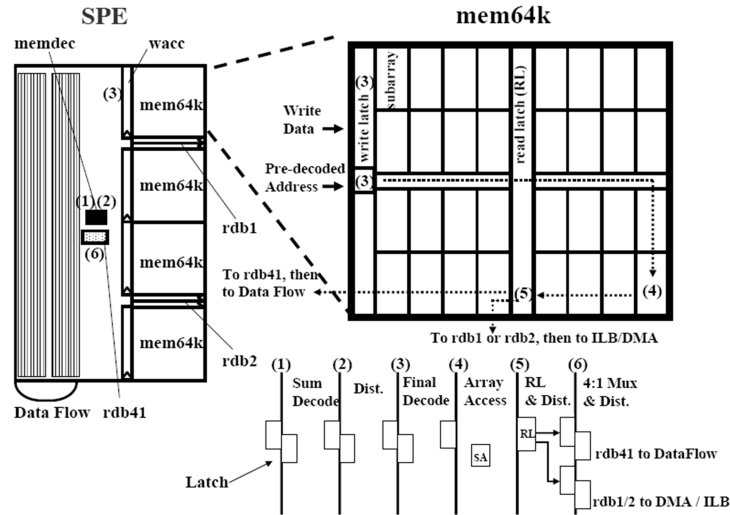 SPE
mem64k
memdec
wacc
(3)
mem64k
mem64k
mem64k
mem64k
(1)
(2)
(6)
rdb1
rdb2
Data Flow
rdb41
Write
Data
Pre-decoded
Address
write latch (3)
(3)
subarray
read latch (RL)
(4)
(5)
To rdb41, then
to Data Flow
To rdb1 or rdb2, then to ILB/DMA
(1)
(2)
(3)
(4)
(5)
(6)
Sum
Decode
Dist.
Final
Decode
Array
Access
RL
& Dist.
4:1 Mux
& Dist.
Latch
SA
RL
rdb41 to DataFlow
rdb1/2 to DMA / ILB